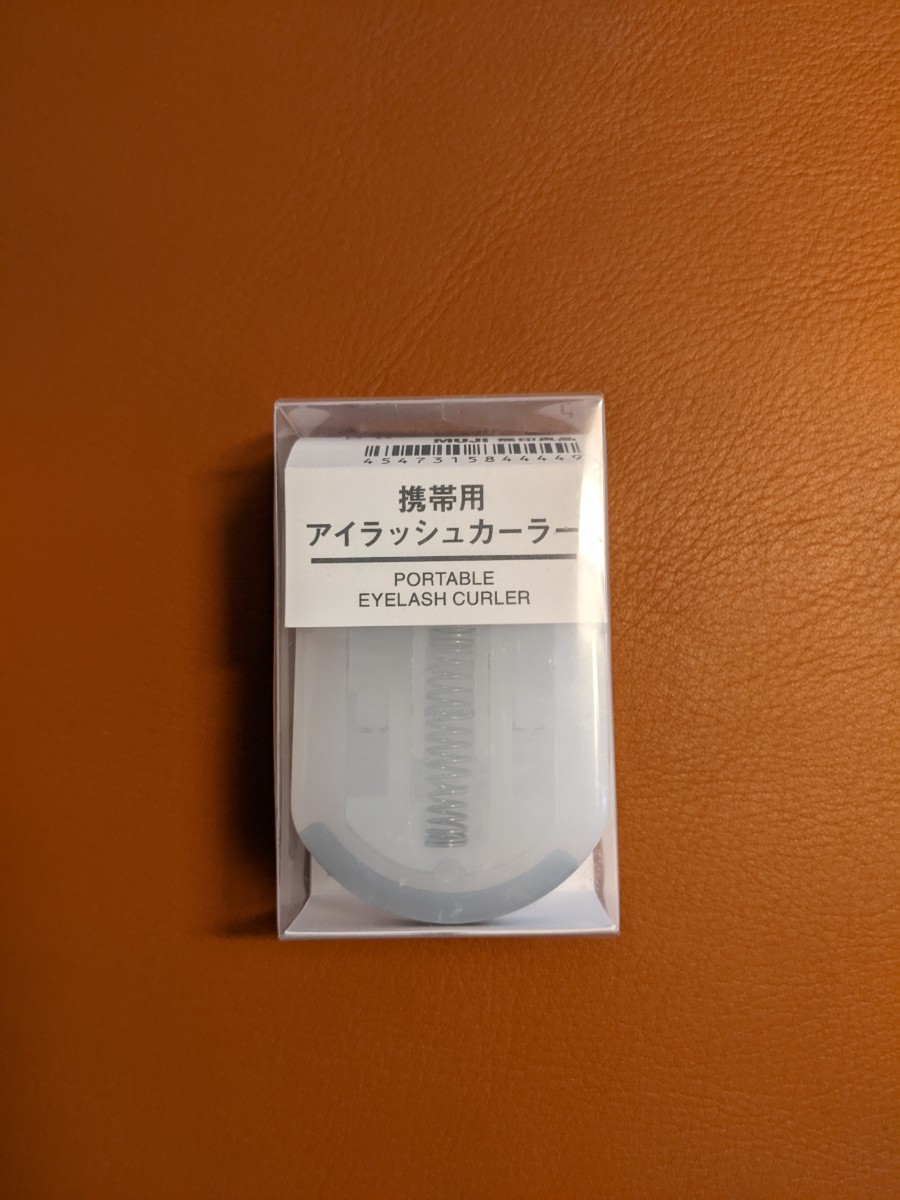 MUJI 無印良品
4547315844449
携帯用
アイラッシュカーラー
PORTABLE
EYELASH CURLER